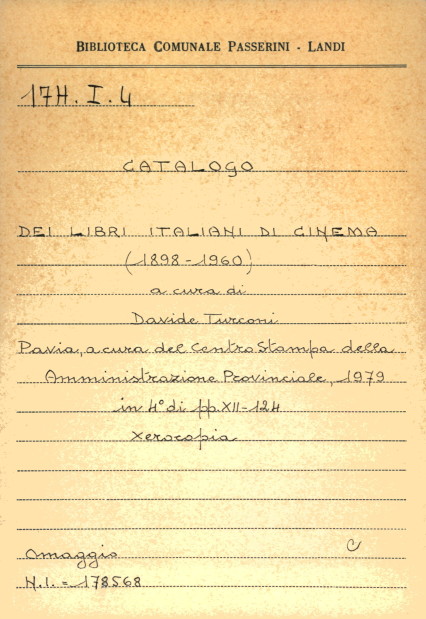 BIBLIOTECA COMUNALE PASSERINI - LANDI
17H. I. 4
CATALOGO
DEI LIBRI ITALIANI DI CINEMA
(1898-1960)
a cura di
Davide Turconi
Pavia, a cura del Centro Stampa della
Amministrazione Provinciale, 1979
in 4° di pp. XII-124
xerocopia
omaggio C
N.I. = 178568